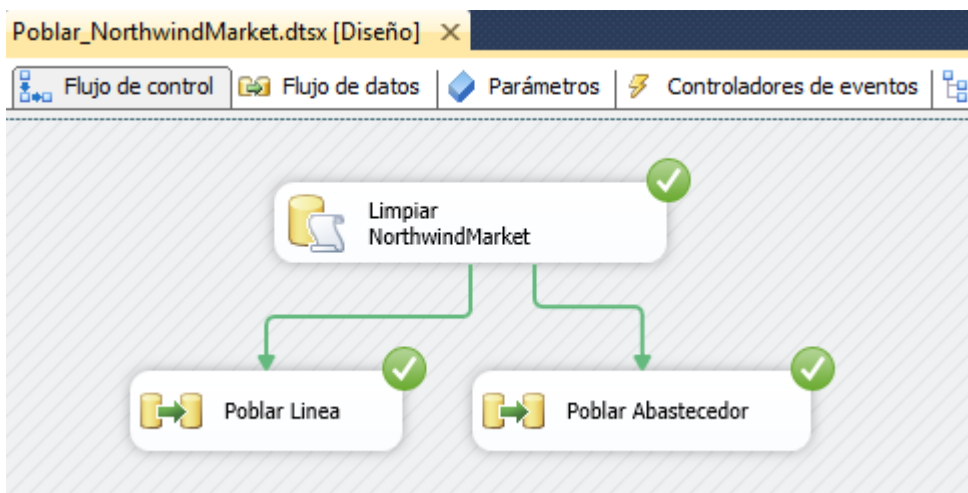 Poblar_NorthwindMarket.dtsx [Diseño]
Flujo de control Flujo de datos Parámetros Controladores de eventos
Limpiar
NorthwindMarket
Poblar Linea Poblar Abastecedor